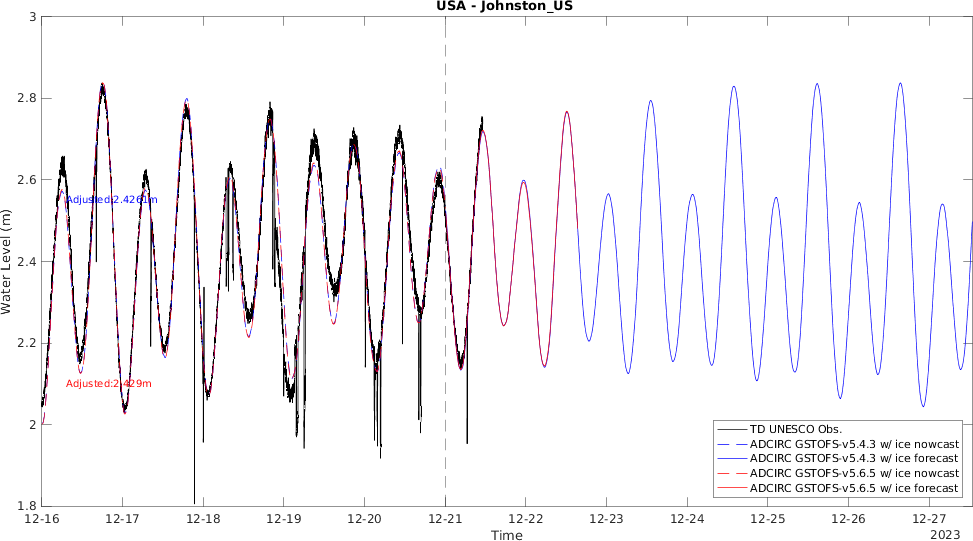 USA - Johnston_US
3
2.8
2.6
2.4
2.2
2
1.8
Water Level (m)
Adjusted:2.4261m
Adjusted:2.429m
TD UNESCO Obs.
ADCIRC GSTOFS-v5.4.3 w/ ice nowcast
ADCIRC GSTOFS-v5.4.3 w/ ice forecast
ADCIRC GSTOFS-v5.6.5 w/ ice nowcast
ADCIRC GSTOFS-v5.6.5 w/ ice forecast
12-16 12-17 12-18 12-19 12-20 12-21 12-22 12-23 12-24 12-25 12-26 12-27
2023
Time